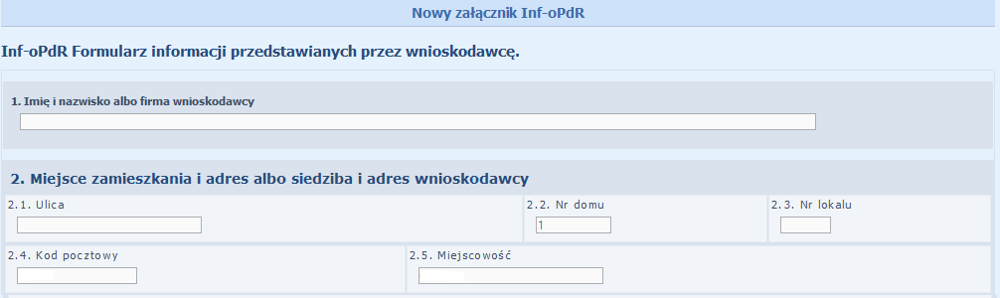 Nowy załącznik Inf-oPdR
Inf-oPdR Formularz informacji przedstawianych przez wnioskodawcę.
1. Imię i nazwisko albo firma wnioskodawcy
2. Miejsce zamieszkania i adres albo siedziba i adres wnioskodawcy
2.1. Ulica 2.2. Nr domu 2.3. Nr lokalu
1
2.4. Kod pocztowy 2.5. Miejscowość